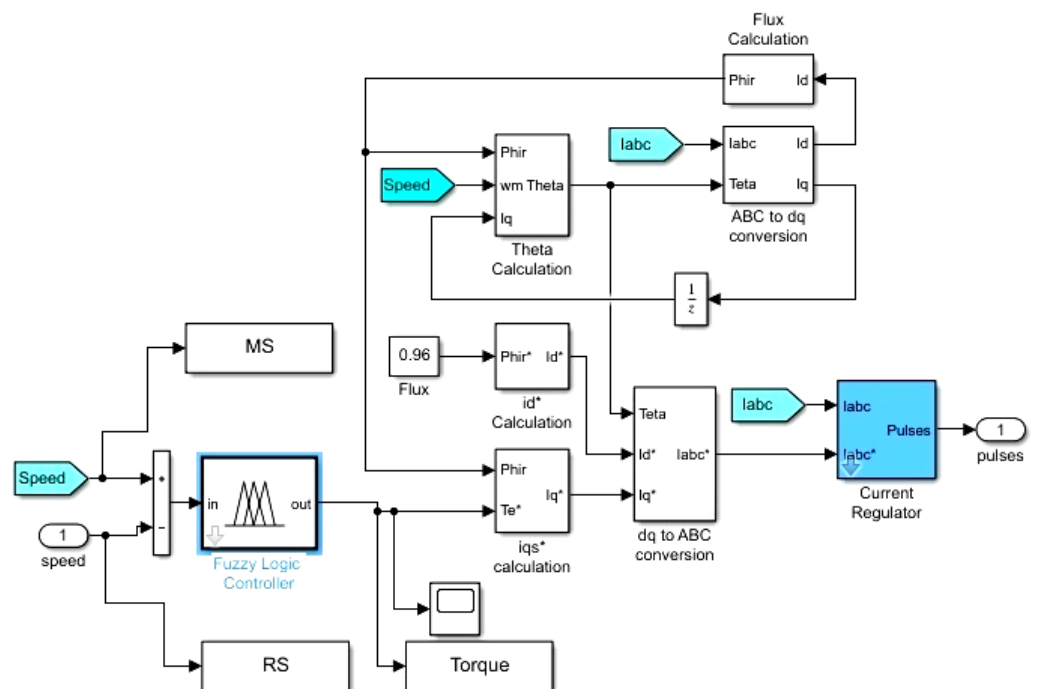 Flux
Calculation
Phir Id
Iabc
Iabc Id
Teta Iq
ABC to dq
conversion
Phir
Speed
wm Theta
Iq
Theta
Calculation
1
z
MS
0.96
Flux
Phir* Id*
id*
Calculation
Teta
Id* Iabc*
Iq*
dq to ABC
conversion
Iabc
Iabc
Pulses
Iabc*
Current
Regulator
1
pulses
Speed
+
−
1
speed
in out
Fuzzy Logic
Controller
Phir
Iq*
Te*
iqs*
calculation
RS
Torque